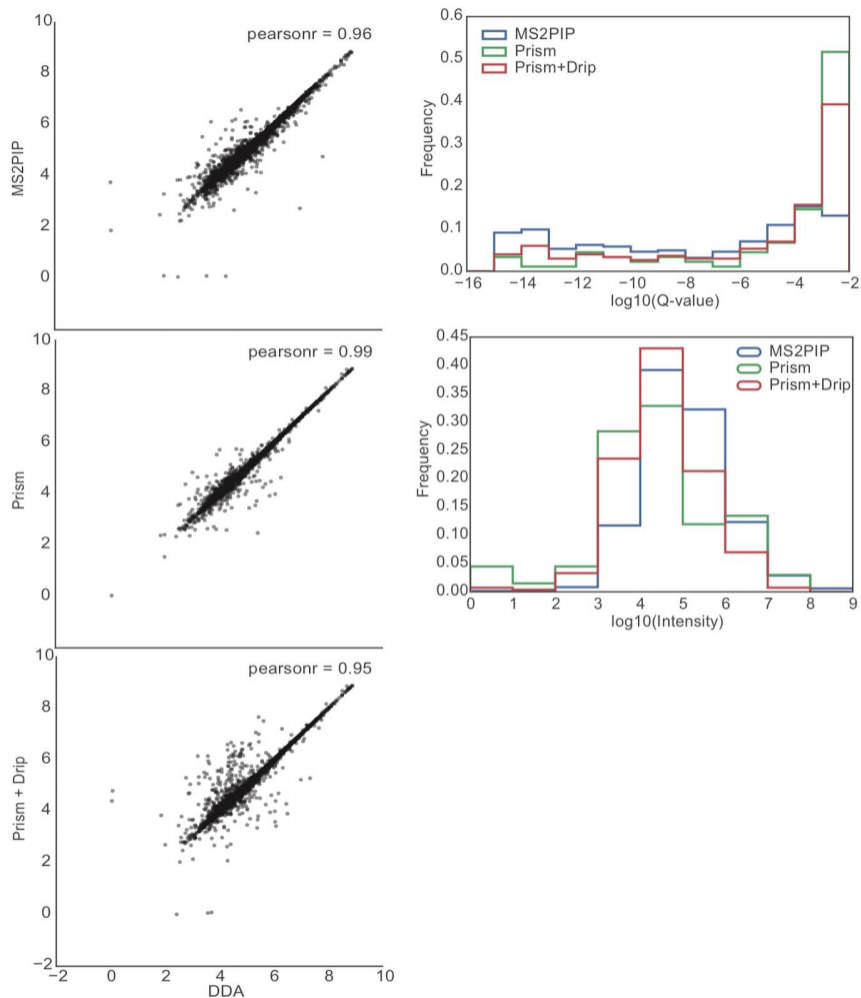 10
8
6
4
2
0
MS2PIP
pearsonr = 0.96
10
8
6
4
2
0
Prism
pearsonr = 0.99
10
8
6
4
2
0
−2
Prism + Drip
pearsonr = 0.95
−2 0 2 4 6 8 10
DDA
0.6
0.5
0.4
0.3
0.2
0.1
0.0
Frequency
MS2PIP
Prism
Prism+Drip
−16 −14 −12 −10 −8 −6 −4 −2
log10(Q-value)
0.45
0.40
0.35
0.30
0.25
0.20
0.15
0.10
0.05
0.00
Frequency
MS2PIP
Prism
Prism+Drip
0 1 2 3 4 5 6 7 8 9
log10(Intensity)